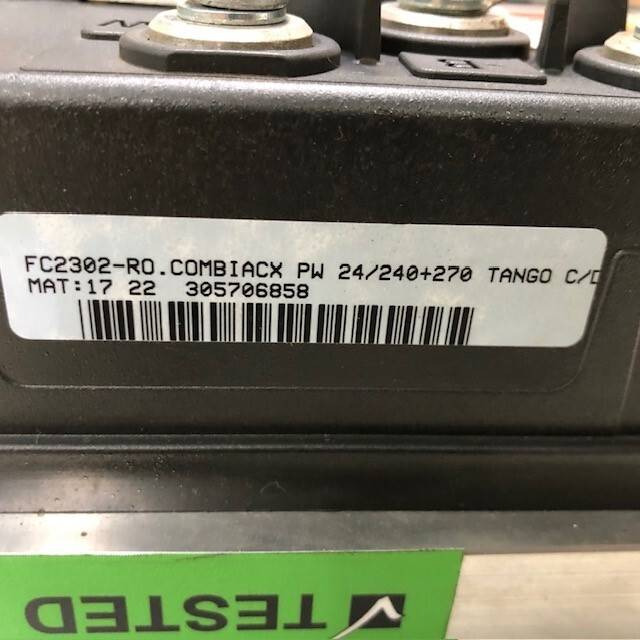 FC2302-RO.COMBIACX PW 24/240+270 TANGO C/D
MAT:17 22 305706858
TESTED